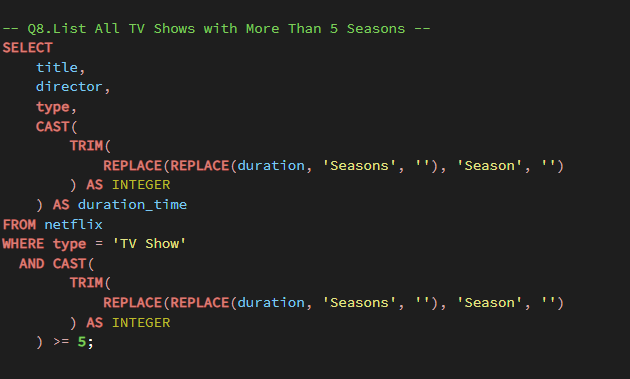 -- Q8.List All TV Shows with More Than 5 Seasons --
SELECT
    title,
    director,
    type,
    CAST(
        TRIM(
            REPLACE(REPLACE(duration, 'Seasons', ''), 'Season', '')
        ) AS INTEGER
    ) AS duration_time
FROM netflix
WHERE type = 'TV Show'
  AND CAST(
        TRIM(
            REPLACE(REPLACE(duration, 'Seasons', ''), 'Season', '')
        ) AS INTEGER
    ) >= 5;